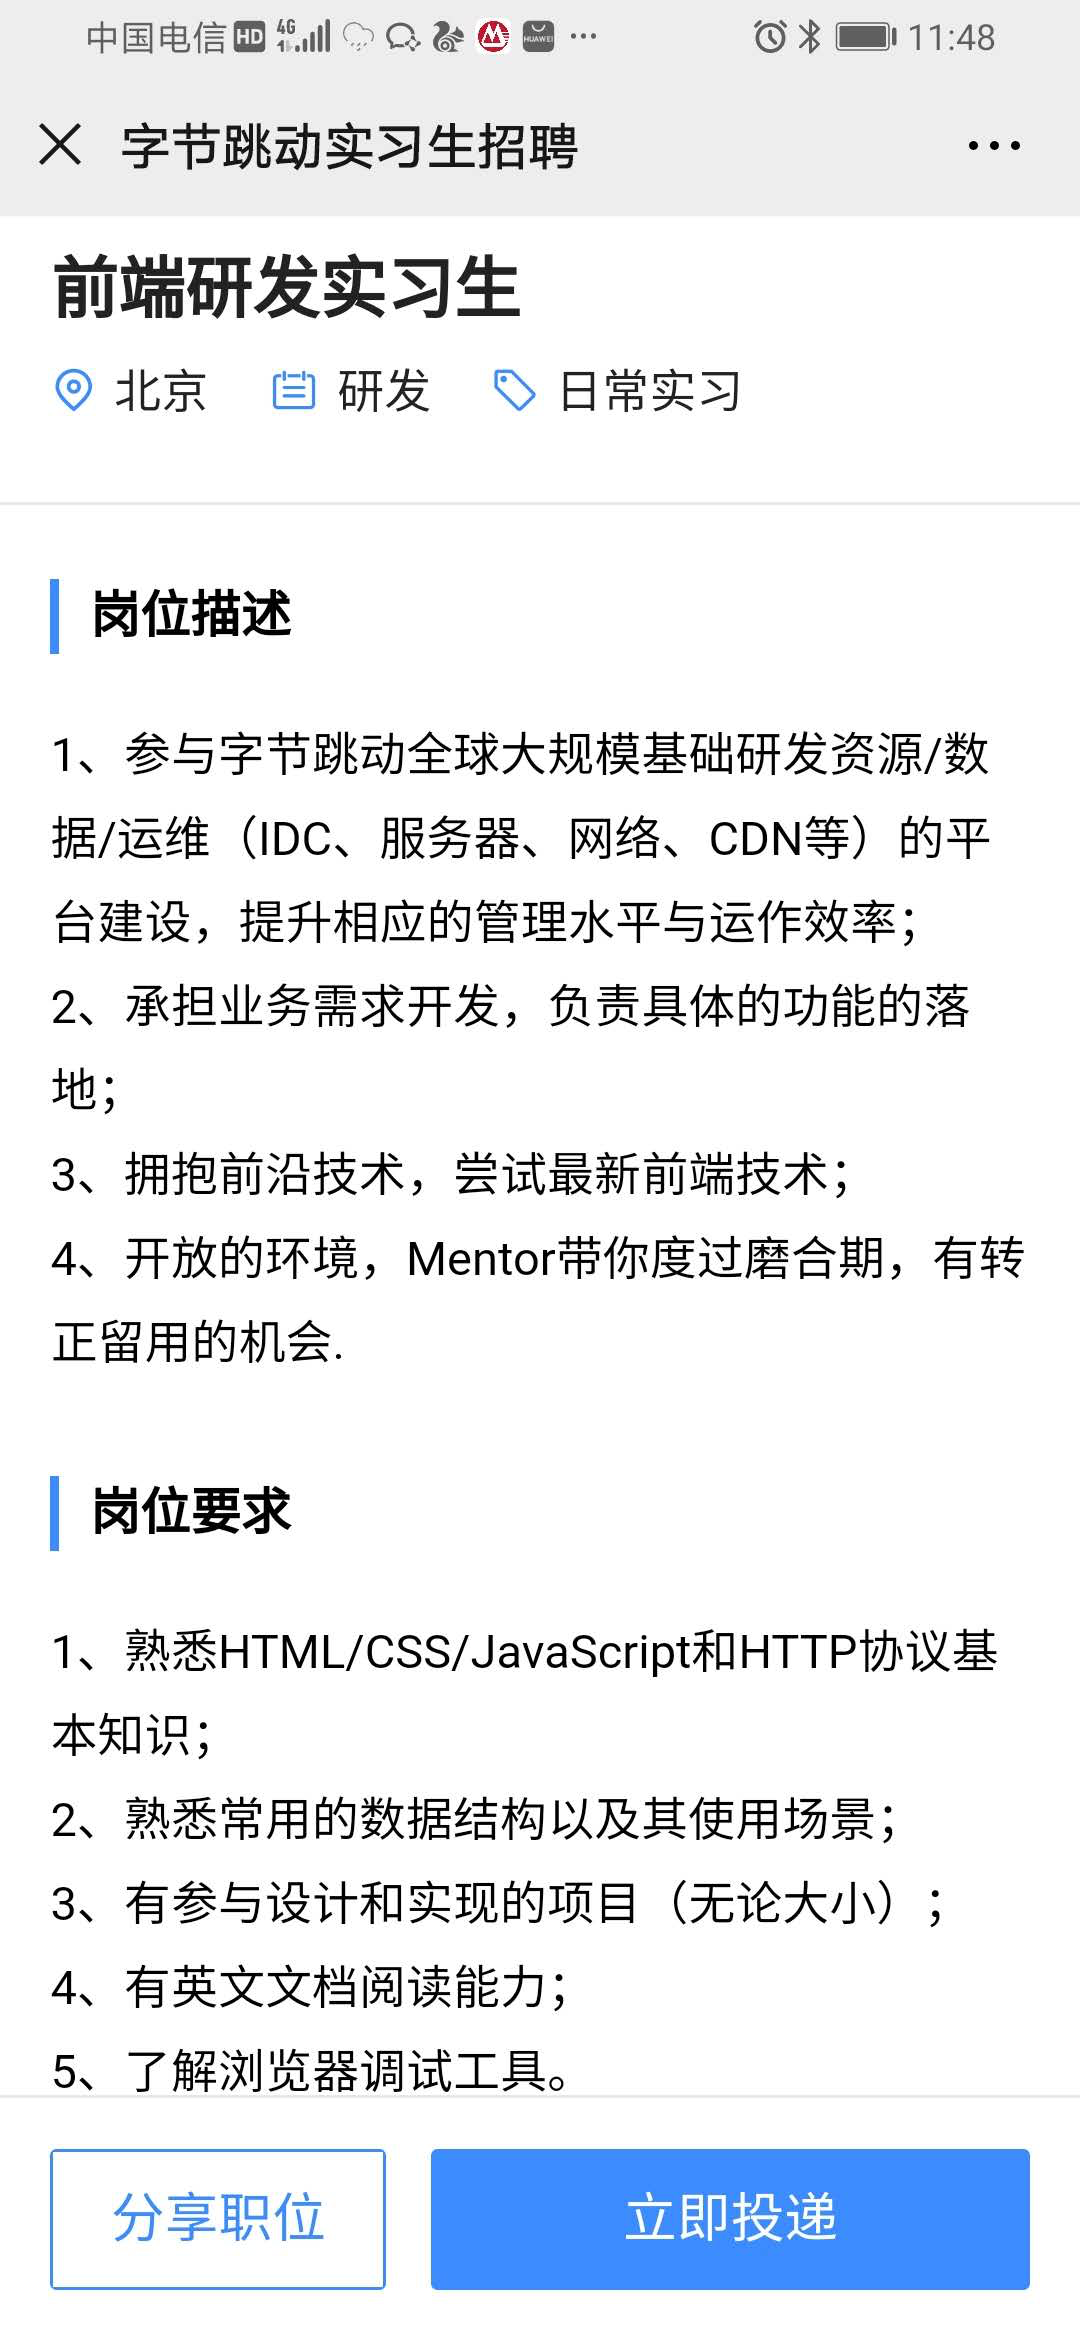 中国电信 HD 4G 11:48
字节跳动实习生招聘
前端研发实习生
北京 研发 日常实习
岗位描述
1、参与字节跳动全球大规模基础研发资源/数
据/运维（IDC、服务器、网络、CDN等）的平
台建设，提升相应的管理水平与运作效率；
2、承担业务需求开发，负责具体的功能的落
地；
3、拥抱前沿技术，尝试最新前端技术；
4、开放的环境，Mentor带你度过磨合期，有转
正留用的机会.
岗位要求
1、熟悉HTML/CSS/JavaScript和HTTP协议基
本知识；
2、熟悉常用的数据结构以及其使用场景；
3、有参与设计和实现的项目（无论大小）；
4、有英文文档阅读能力；
5、了解浏览器调试工具。
分享职位 立即投递